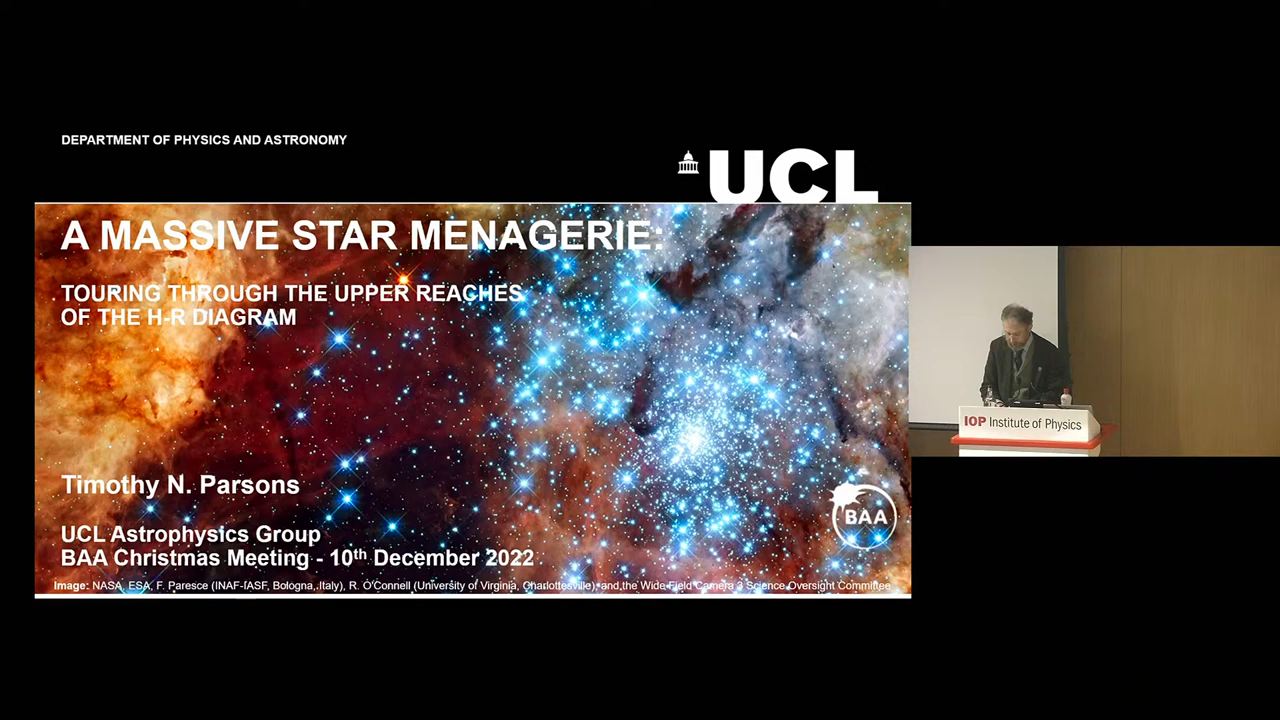 DEPARTMENT OF PHYSICS AND ASTRONOMY
UCL
A MASSIVE STAR MENAGERIE:
TOURING THROUGH THE UPPER REACHES
OF THE H-R DIAGRAM
Timothy N. Parsons
UCL Astrophysics Group
BAA Christmas Meeting - 10th December 2022
Image: NASA, ESA, F. Paresce (INAF-IASF, Bologna, Italy), R. O'Connell (University of Virginia, Charlottesville), and the Wide Field Camera 3 Science Oversight Committee
BAA
IOP Institute of Physics